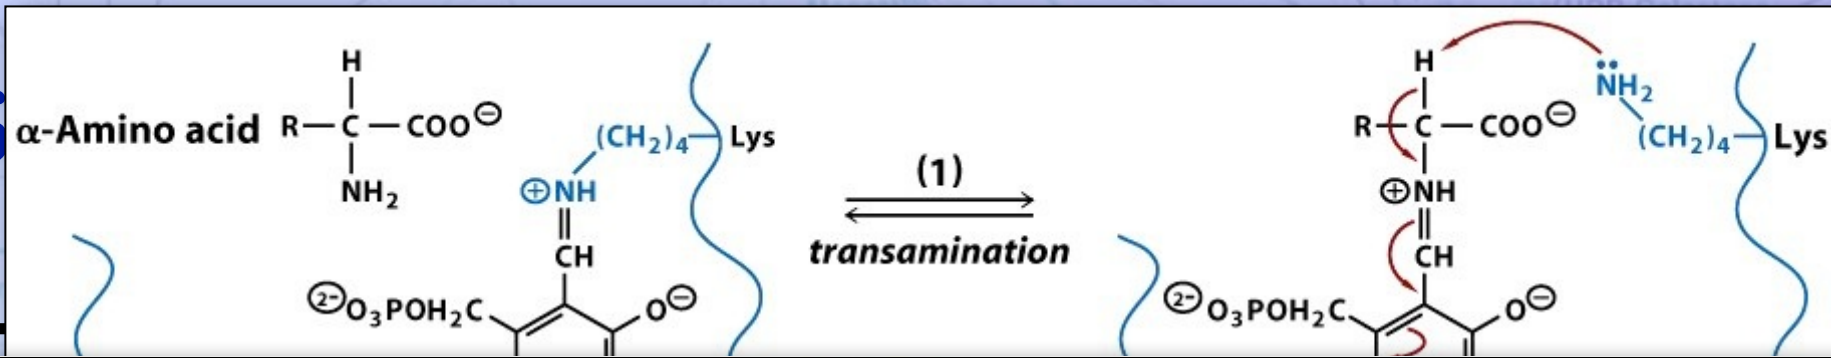 H
α-Amino acid R—C—COO⊖
NH₂
(CH₂)₄ Lys
⊕NH
CH
²⁻O₃POH₂C
O⊖
(1)
transamination
H
R—C—COO⊖
⊕NH
CH
²⁻O₃POH₂C
O⊖
NH₂
(CH₂)₄ Lys